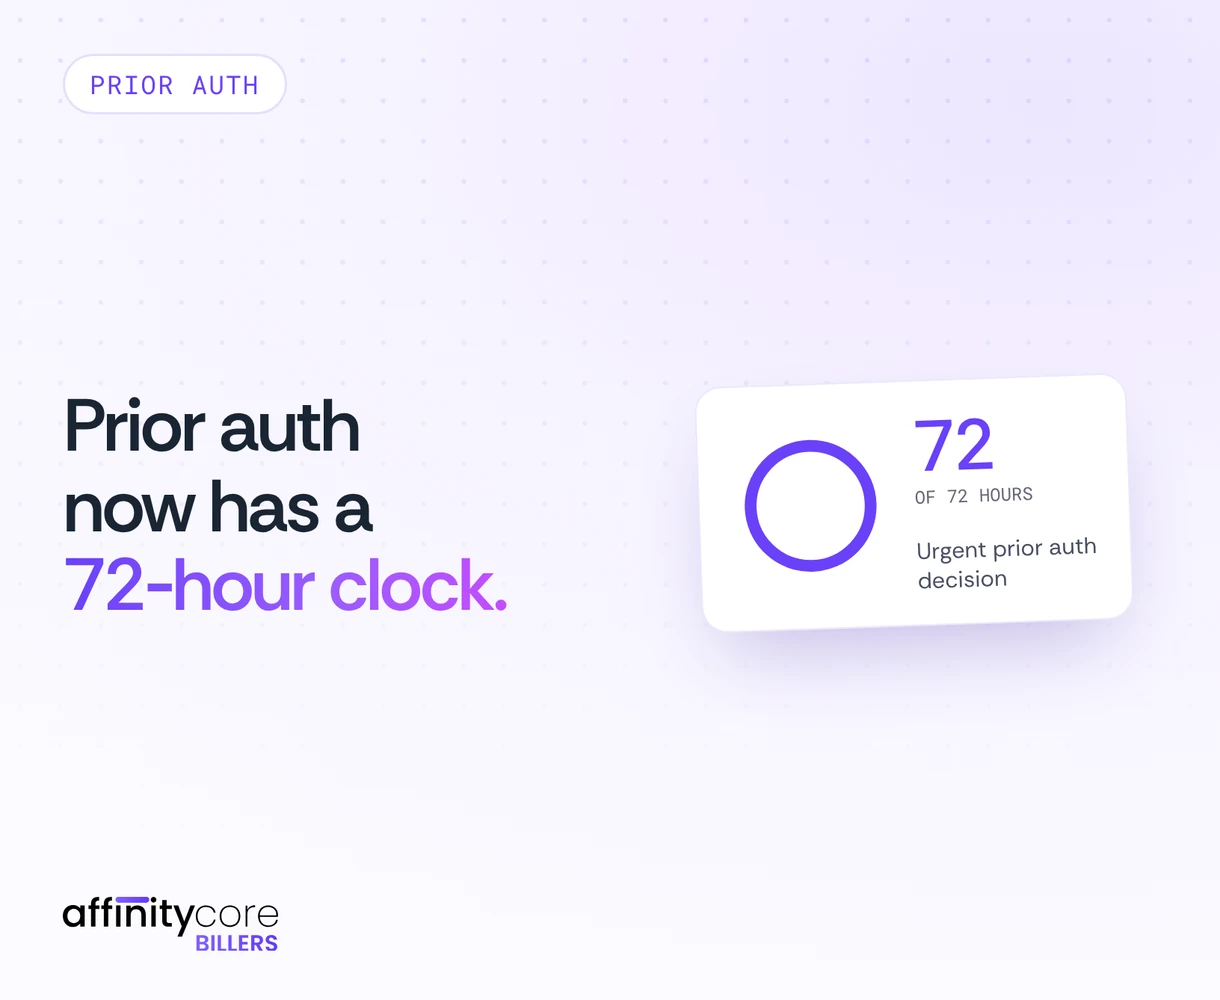 PRIOR AUTH
Prior auth
now has a
72-hour clock.
72
OF 72 HOURS
Urgent prior auth
decision
affinitycore
BILLERS